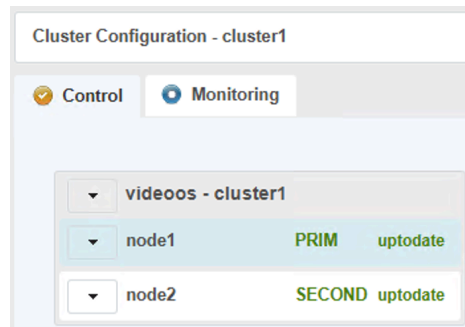 Cluster Configuration - cluster1
Control Monitoring
videoos - cluster1
node1 PRIM uptodate
node2 SECOND uptodate